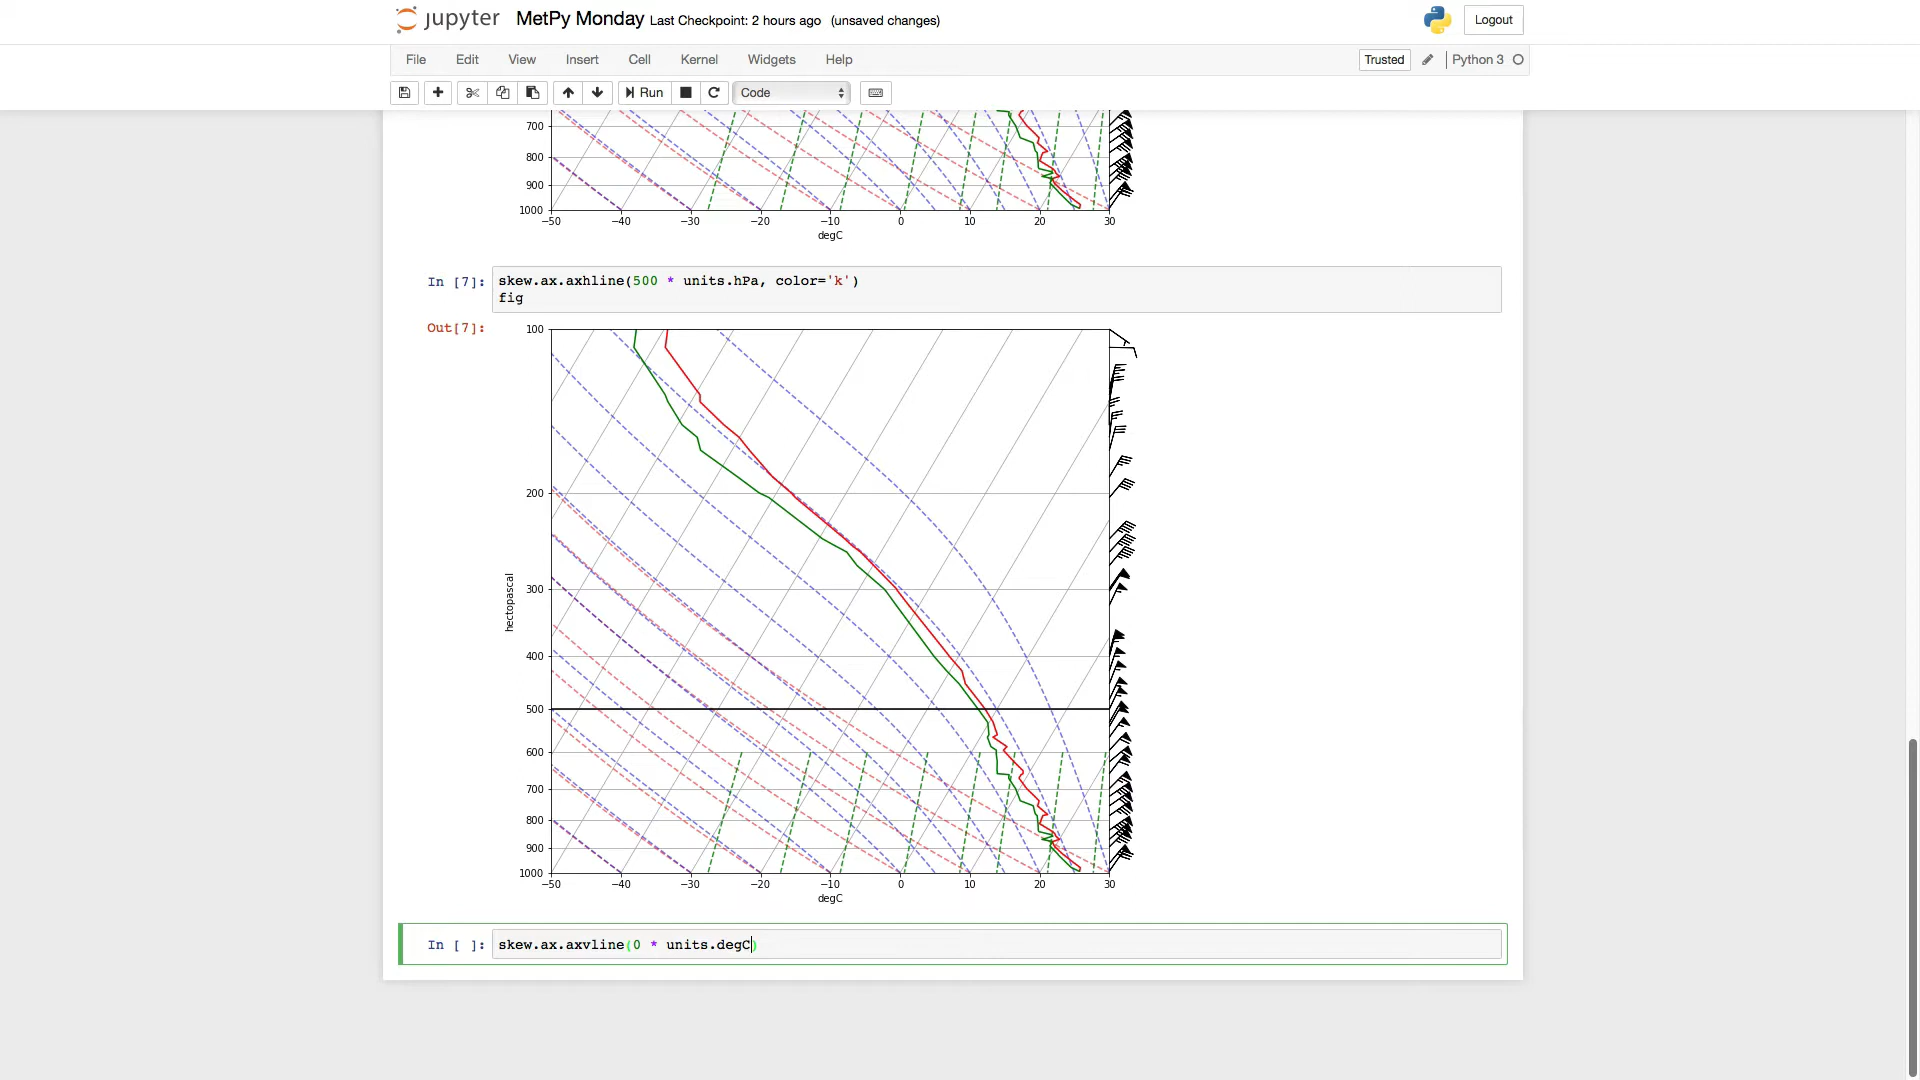 jupyter MetPy Monday Last Checkpoint: 2 hours ago (unsaved changes) Logout
File Edit View Insert Cell Kernel Widgets Help Trusted Python 3
Run Code
700
800
900
1000
−50 −40 −30 −20 −10 0 10 20 30
degC
In [7]: skew.ax.axhline(500 * units.hPa, color='k')
fig
Out[7]:
100
200
300
hectopascal
400
500
600
700
800
900
1000
−50 −40 −30 −20 −10 0 10 20 30
degC
In [ ]: skew.ax.axvline(0 * units.degC)